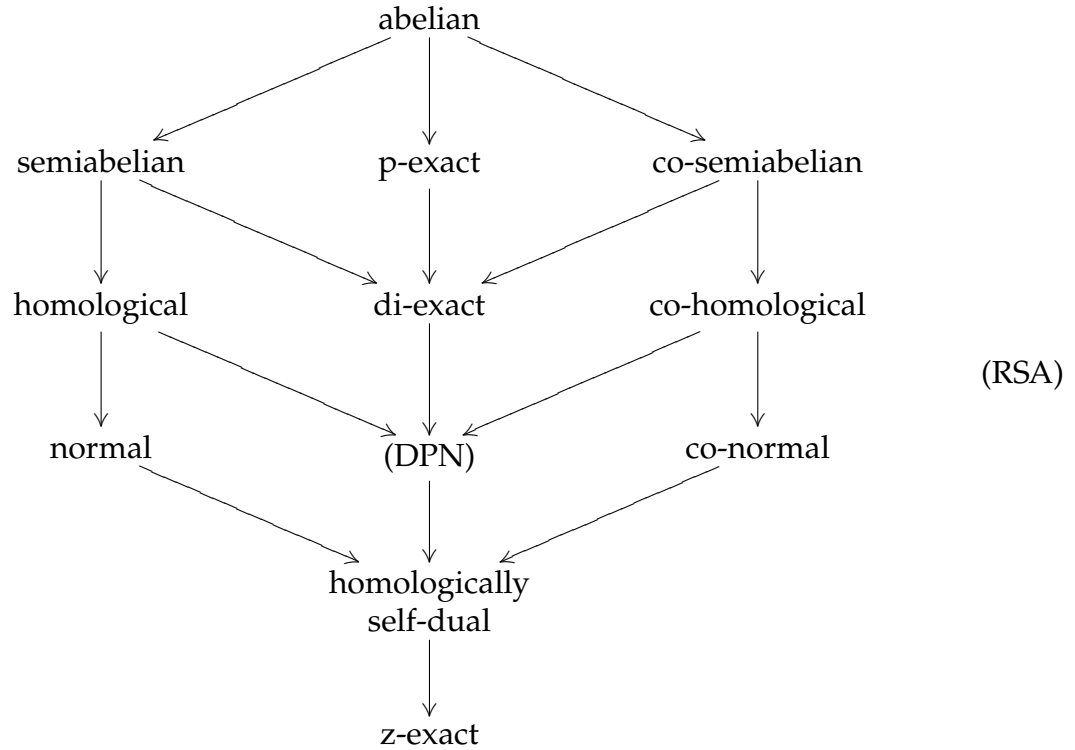 abelian
semiabelian p-exact co-semiabelian
homological di-exact co-homological
(RSA)
normal (DPN) co-normal
homologically
self-dual
z-exact